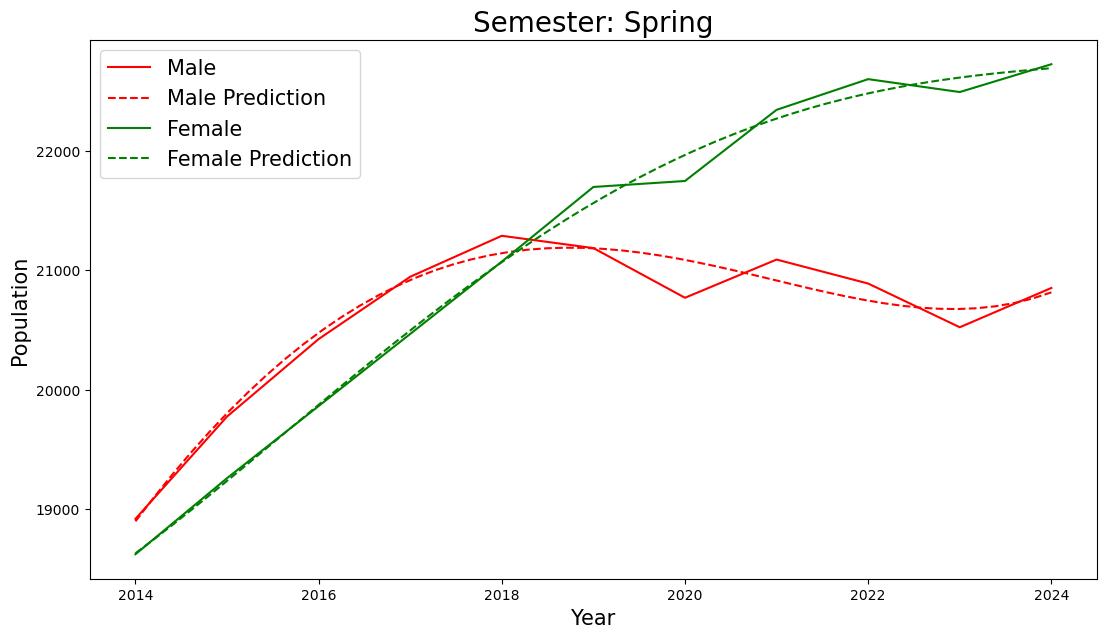 Semester: Spring
Male
Male Prediction
Female
Female Prediction
22000
21000
20000
19000
Population
2014 2016 2018 2020 2022 2024
Year